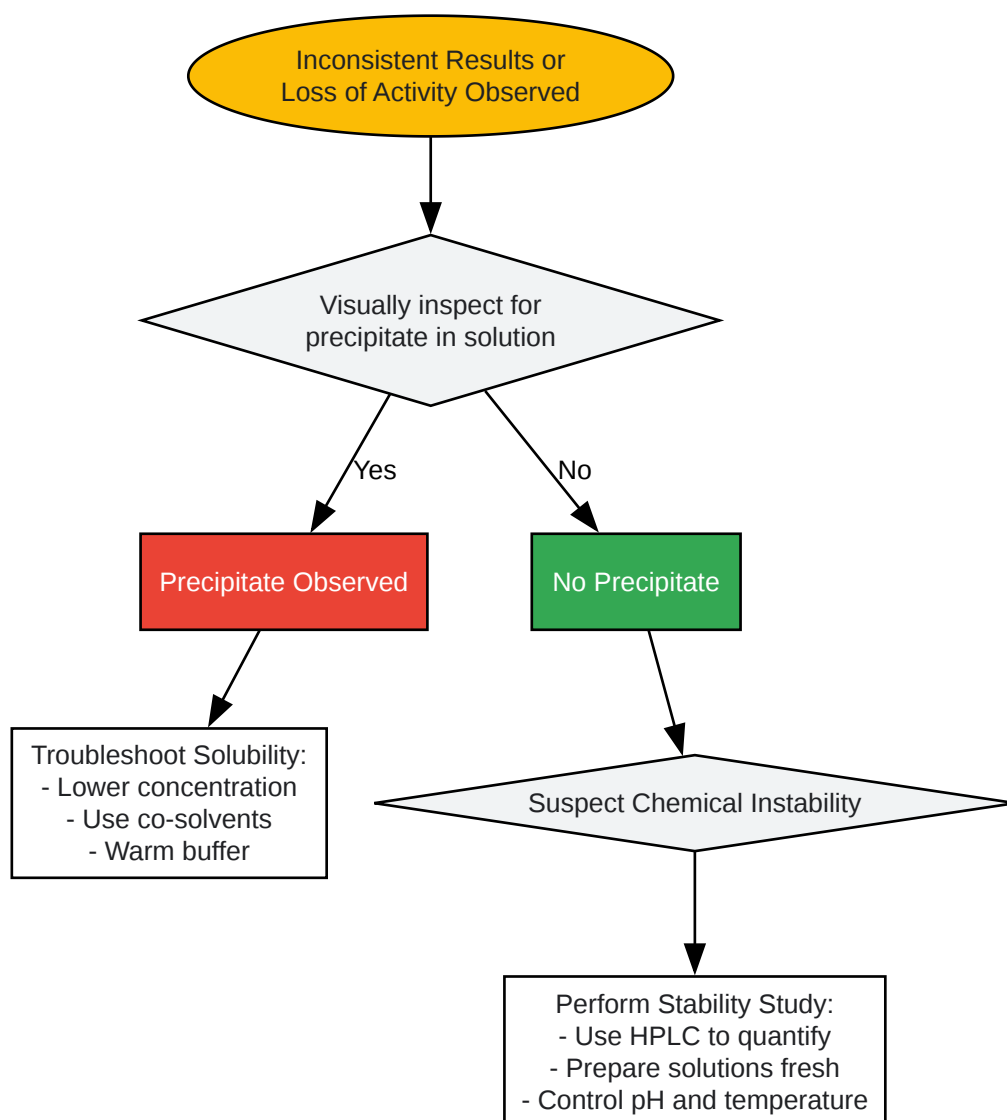 Inconsistent Results or
Loss of Activity Observed
Visually inspect for
precipitate in solution
Yes
No
Precipitate Observed
No Precipitate
Troubleshoot Solubility:
- Lower concentration
- Use co-solvents
- Warm buffer
Suspect Chemical Instability
Perform Stability Study:
- Use HPLC to quantify
- Prepare solutions fresh
- Control pH and temperature